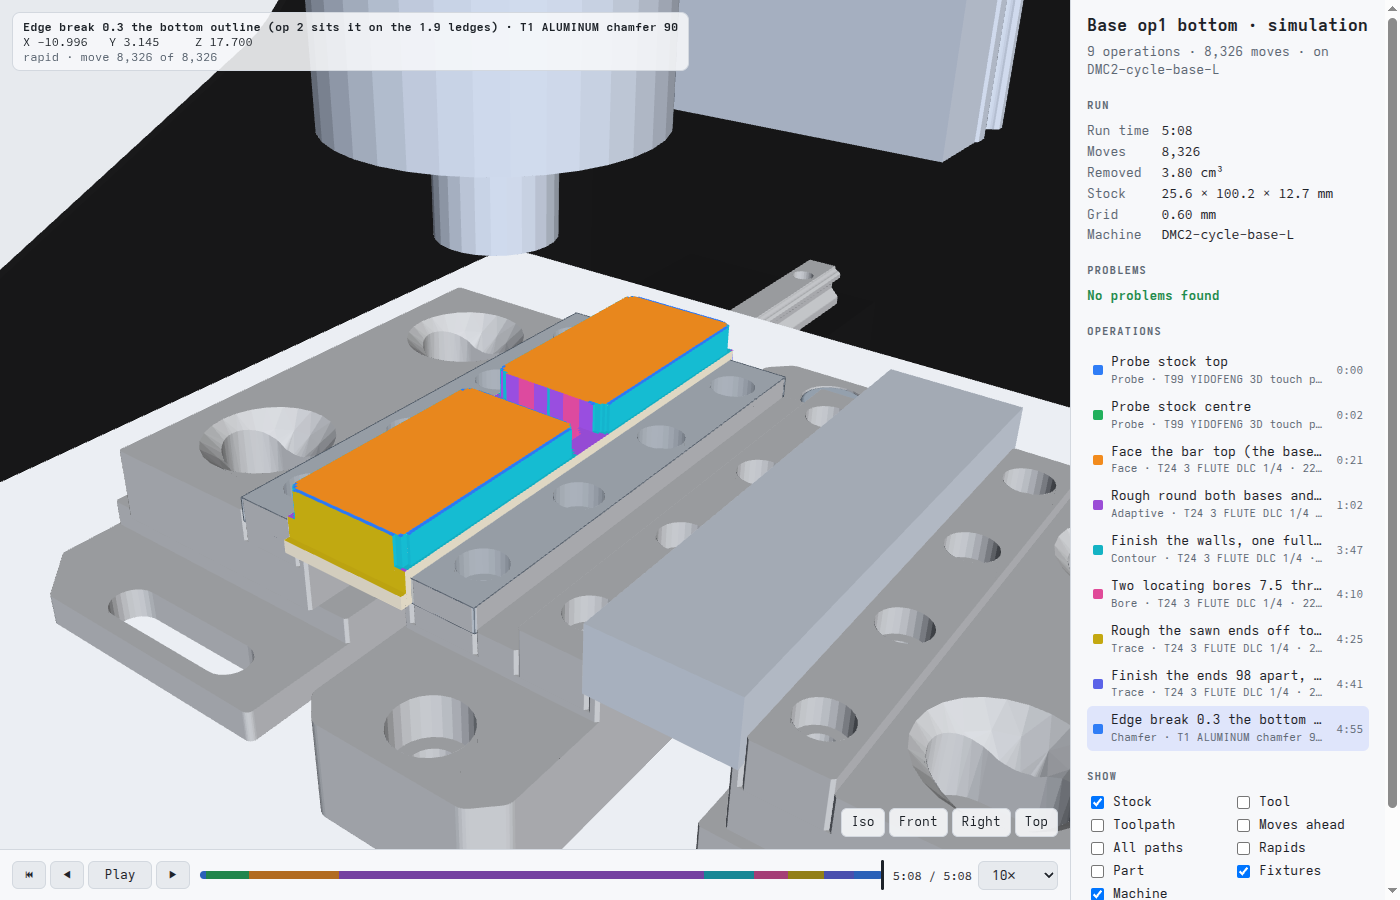 Edge break 0.3 the bottom outline (op 2 sits it on the 1.9 ledges) · T1 ALUMINUM chamfer 90
X -10.996 Y 3.145 Z 17.700
rapid · move 8,326 of 8,326
Iso
Front
Right
Top
⏮
◀
Play
▶
5:08 / 5:08
10×
Base op1 bottom · simulation
9 operations · 8,326 moves · on
DMC2-cycle-base-L
RUN
Run time 5:08
Moves 8,326
Removed 3.80 cm³
Stock 25.6 × 100.2 × 12.7 mm
Grid 0.60 mm
Machine DMC2-cycle-base-L
PROBLEMS
No problems found
OPERATIONS
Probe stock top
Probe · T99 YIDOFENG 3D touch p…
0:00
Probe stock centre
Probe · T99 YIDOFENG 3D touch p…
0:02
Face the bar top (the base…
Face · T24 3 FLUTE DLC 1/4 · 22…
0:21
Rough round both bases and…
Adaptive · T24 3 FLUTE DLC 1/4 …
1:02
Finish the walls, one full…
Contour · T24 3 FLUTE DLC 1/4 ·…
3:47
Two locating bores 7.5 thr…
Bore · T24 3 FLUTE DLC 1/4 · 22…
4:10
Rough the sawn ends off to…
Trace · T24 3 FLUTE DLC 1/4 · 2…
4:25
Finish the ends 98 apart, …
Trace · T24 3 FLUTE DLC 1/4 · 2…
4:41
Edge break 0.3 the bottom …
Chamfer · T1 ALUMINUM chamfer 9…
4:55
SHOW
Stock
Tool
Toolpath
Moves ahead
All paths
Rapids
Part
Fixtures
Machine